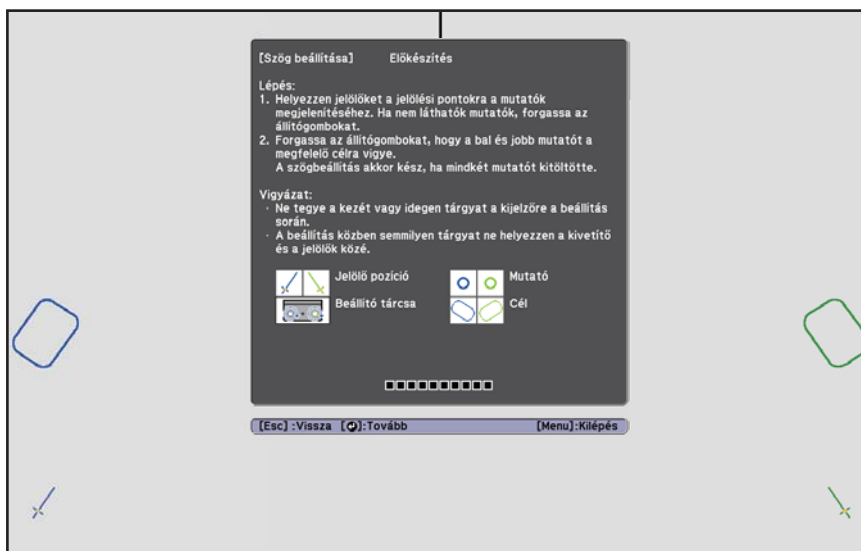 [Szög beállítása] Előkészítés
Lépés:
1. Helyezzen jelölőket a jelölési pontokra a mutatók
megjelenítéséhez. Ha nem láthatók mutatók, forgassa az
állítógombokat.
2. Forgassa az állítógombokat, hogy a bal és jobb mutatót a
megfelelő célra vigye.
A szögbeállítás akkor kész, ha mindkét mutatót kitöltötte.
Vigyázat:
· Ne tegye a kezét vagy idegen tárgyat a kijelzőre a beállítás
során.
· A beállítás közben semmilyen tárgyat ne helyezzen a kivetítő
és a jelölők közé.
Jelölő pozíció Mutató
Beállító tárcsa Cél
[Esc] :Vissza [↵]:Tovább [Menu]:Kilépés